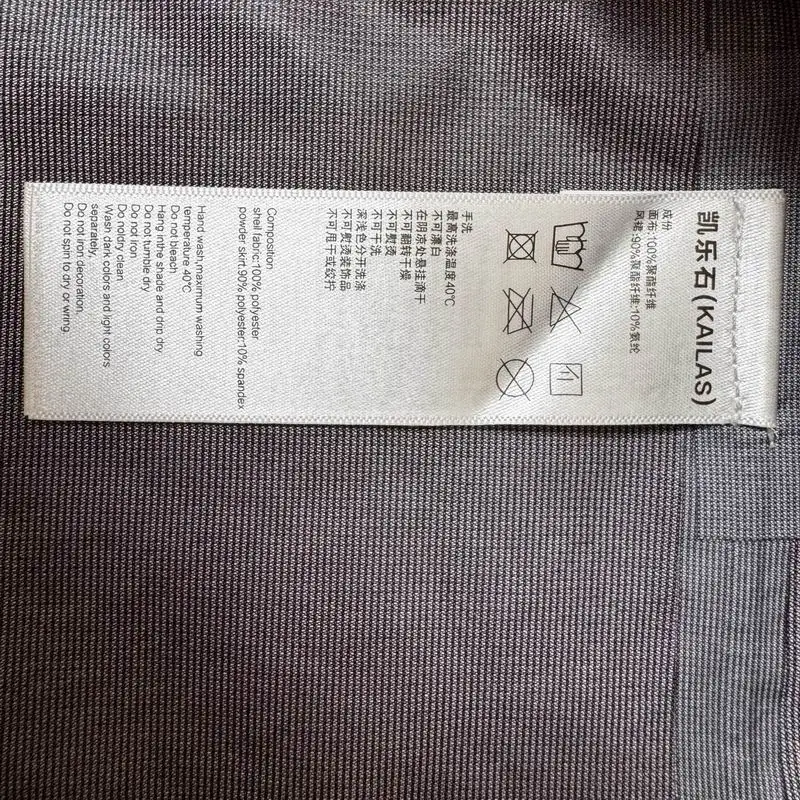 凯乐石(KAILAS)
成份
面布:100%聚酯纤维
风裙:90%聚酯纤维:10%氨纶
手洗
最高洗涤温度40℃
不可漂白
在阴凉处悬挂滴干
不可翻转干燥
不可熨烫
不可干洗
深浅色分开洗涤
不可熨烫装饰品
不可甩干或绞拧
Composition
shell fabric:100% polyester
powder skirt:90% polyester:10% spandex
Hand wash,maximum washing
temperature 40℃
Do not bleach
Hang inthe shade and drip dry
Do not tumble dry
Do not iron
Do notdry clean
Wash dark colors and light colors
separately,
Do not iron decoration,
Do not spin to dry or wring.